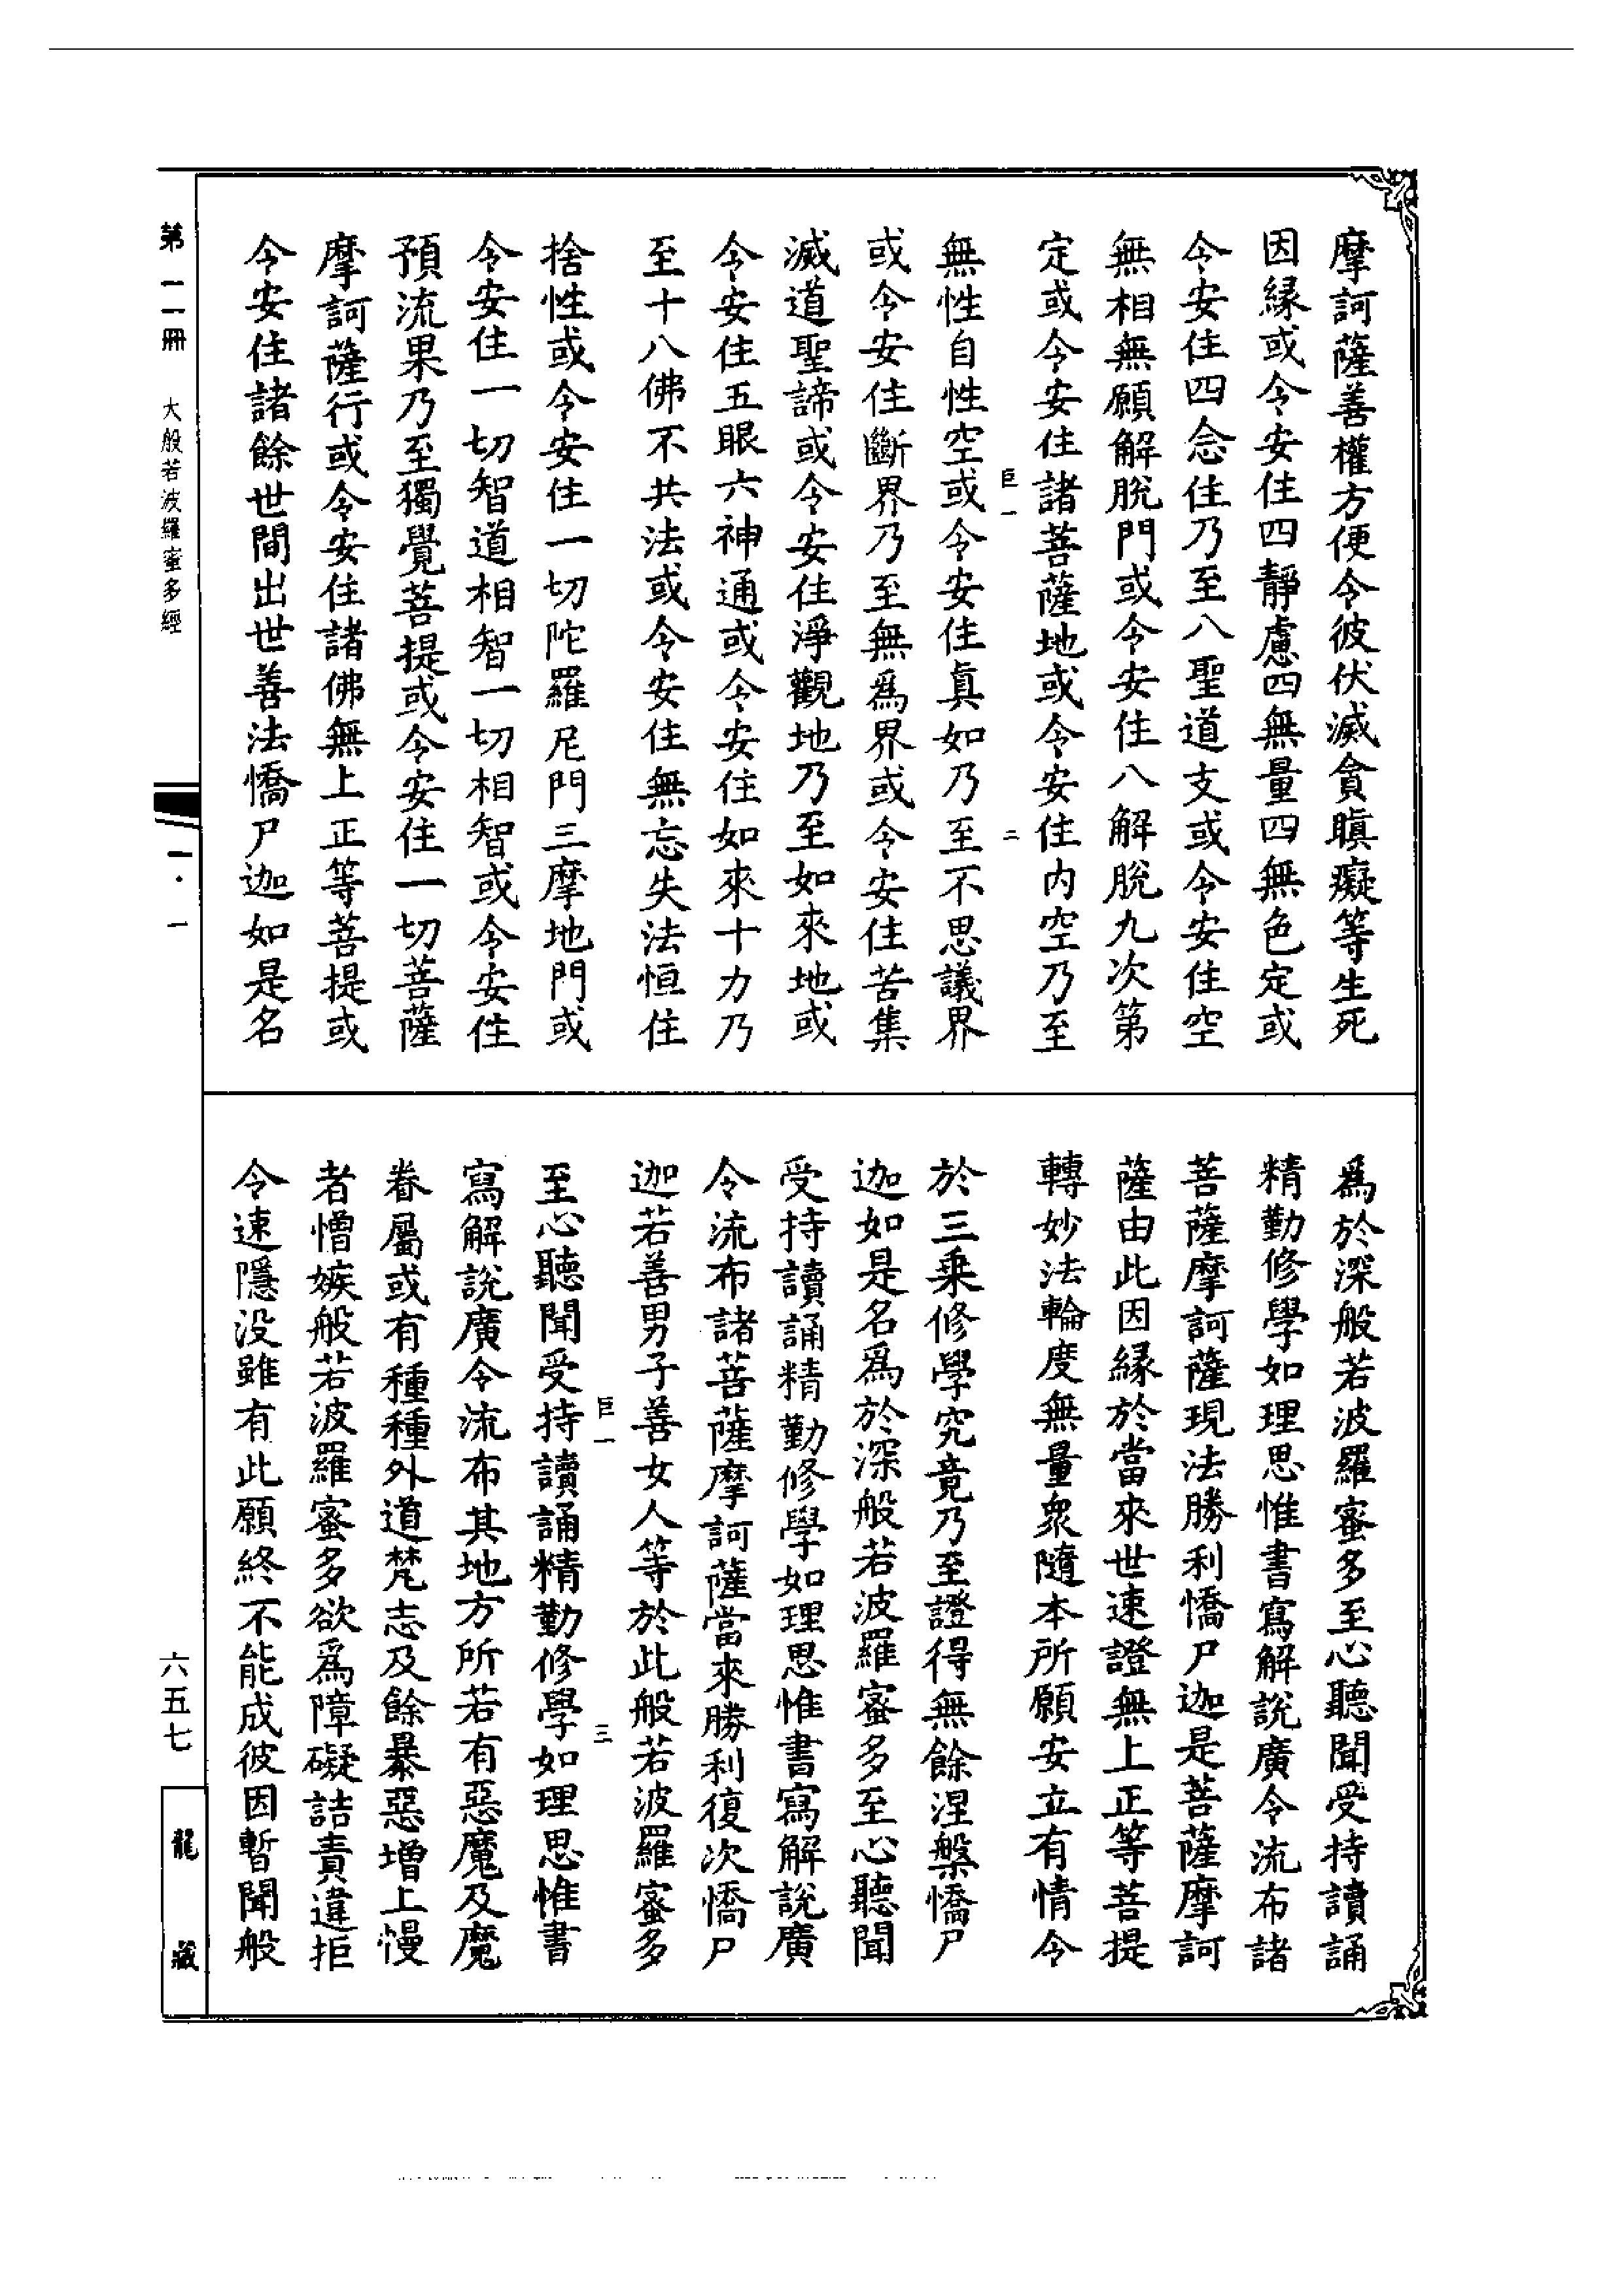 摩訶薩善權方便令彼伏滅貪瞋癡等生死
因緣或令安住四靜慮四無量四無色定或
令安住四念住乃至八聖道支或令安住空
無相無願解脫門或令安住八解脫九次第
定或令安住諸菩薩地或令安住內空乃至
巨一 二
無性自性空或令安住真如乃至不思議界
或令安住斷界乃至無爲界或令安住苦集
滅道聖諦或令安住淨觀地乃至如來地或
令安住五眼六神通或令安住如來十力乃
至十八佛不共法或令安住無忘失法恒住
捨性或令安住一切陀羅尼門三摩地門或
令安住一切智道相智一切相智或令安住
預流果乃至獨覺菩提或令安住一切菩薩
摩訶薩行或令安住諸佛無上正等菩提或
令安住諸餘世間出世善法憍尸迦如是名
爲於深般若波羅蜜多至心聽聞受持讀誦
精勤修學如理思惟書寫解說廣令流布諸
菩薩摩訶薩現法勝利憍尸迦是菩薩摩訶
薩由此因緣於當來世速證無上正等菩提
轉妙法輪度無量衆隨本所願安立有情令
於三乘修學究竟乃至證得無餘涅槃憍尸
迦如是名爲於深般若波羅蜜多至心聽聞
受持讀誦精勤修學如理思惟書寫解說廣
令流布諸菩薩摩訶薩當來勝利復次憍尸
迦若善男子善女人等於此般若波羅蜜多
巨一 三
至心聽聞受持讀誦精勤修學如理思惟書
寫解說廣令流布其地方所若有惡魔及魔
眷屬或有種種外道梵志及餘暴惡增上慢
者憎嫉般若波羅蜜多欲爲障礙詰責違拒
令速隱没雖有此願終不能成彼因暫聞般
第一一冊 大般若波羅蜜多經 一·一 六五七
龍藏